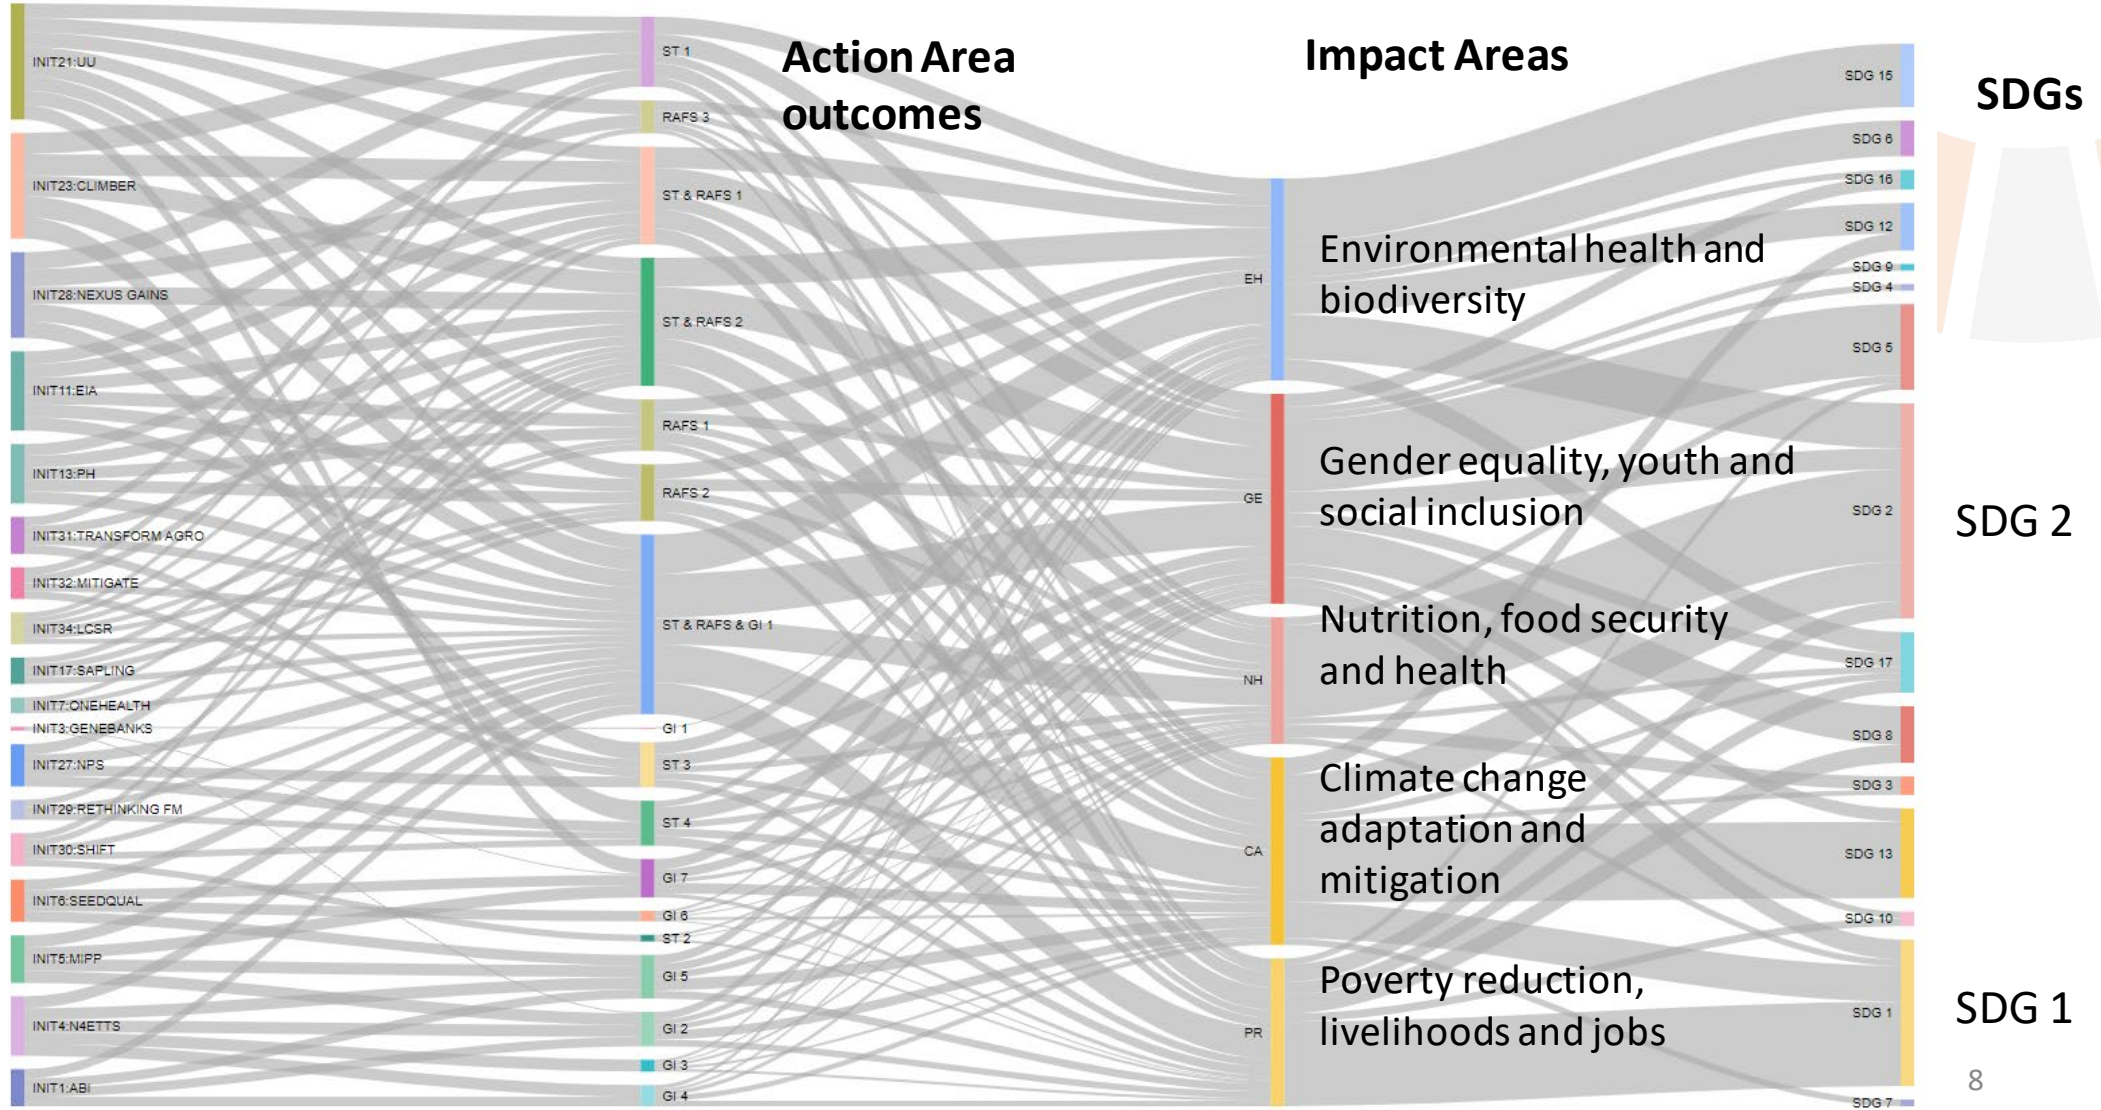 Action Area
outcomes
Impact Areas
SDGs
INIT21:UU
INIT23:CLIMBER
INIT28:NEXUS GAINS
INIT11:EIA
INIT13:PH
INIT31:TRANSFORM AGRO
INIT32:MITIGATE
INIT34:LCSR
INIT17:SAPLING
INIT7:ONEHEALTH
INIT3:GENEBANKS
INIT27:NPS
INIT29:RETHINKING FM
INIT30:SHIFT
INIT6:SEEDQUAL
INIT5:MIPP
INIT4:N4ETTS
INIT1:ABI
ST 1
RAFS 3
ST & RAFS 1
ST & RAFS 2
RAFS 1
RAFS 2
ST & RAFS & GI 1
GI 1
ST 3
ST 4
GI 7
GI 6
ST 2
GI 5
GI 2
GI 3
GI 4
EH
GE
NH
CA
PR
Environmental health and
biodiversity
Gender equality, youth and
social inclusion
Nutrition, food security
and health
Climate change
adaptation and
mitigation
Poverty reduction,
livelihoods and jobs
SDG 15
SDG 6
SDG 16
SDG 12
SDG 9
SDG 4
SDG 5
SDG 2
SDG 17
SDG 8
SDG 3
SDG 13
SDG 10
SDG 1
SDG 7
SDG 2
SDG 1
8